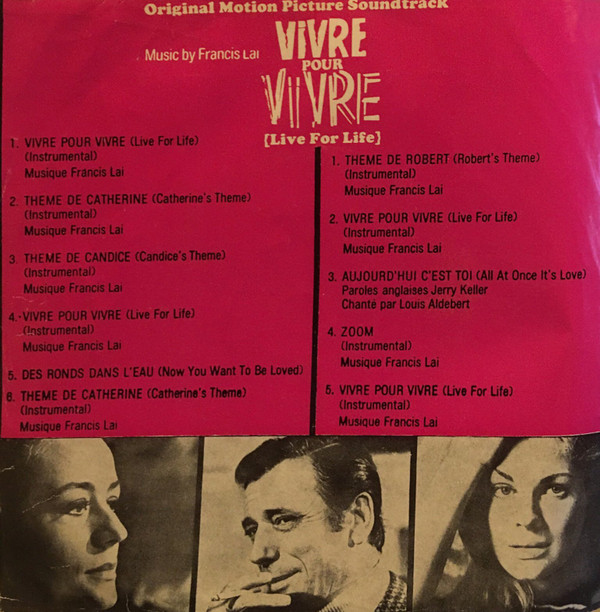 Original Motion Picture Soundtrack
Music by Francis Lai
VIVRE
POUR
VIVRE
[Live For Life]
1. VIVRE POUR VIVRE (Live For Life)
(Instrumental)
Musique Francis Lai
2. THEME DE CATHERINE (Catherine's Theme)
(Instrumental)
Musique Francis Lai
3. THEME DE CANDICE (Candice's Theme)
(Instrumental)
Musique Francis Lai
4. VIVRE POUR VIVRE (Live For Life)
(Instrumental)
Musique Francis Lai
5. DES RONDS DANS L'EAU (Now You Want To Be Loved)
6. THEME DE CATHERINE (Catherine's Theme)
(Instrumental)
Musique Francis Lai
1. THEME DE ROBERT (Robert's Theme)
(Instrumental)
Musique Francis Lai
2. VIVRE POUR VIVRE (Live For Life)
(Instrumental)
Musique Francis Lai
3. AUJOURD'HUI C'EST TOI (All At Once It's Love)
Paroles anglaises Jerry Keller
Chanté par Louis Aldebert
4. ZOOM
(Instrumental)
Musique Francis Lai
5. VIVRE POUR VIVRE (Live For Life)
(Instrumental)
Musique Francis Lai